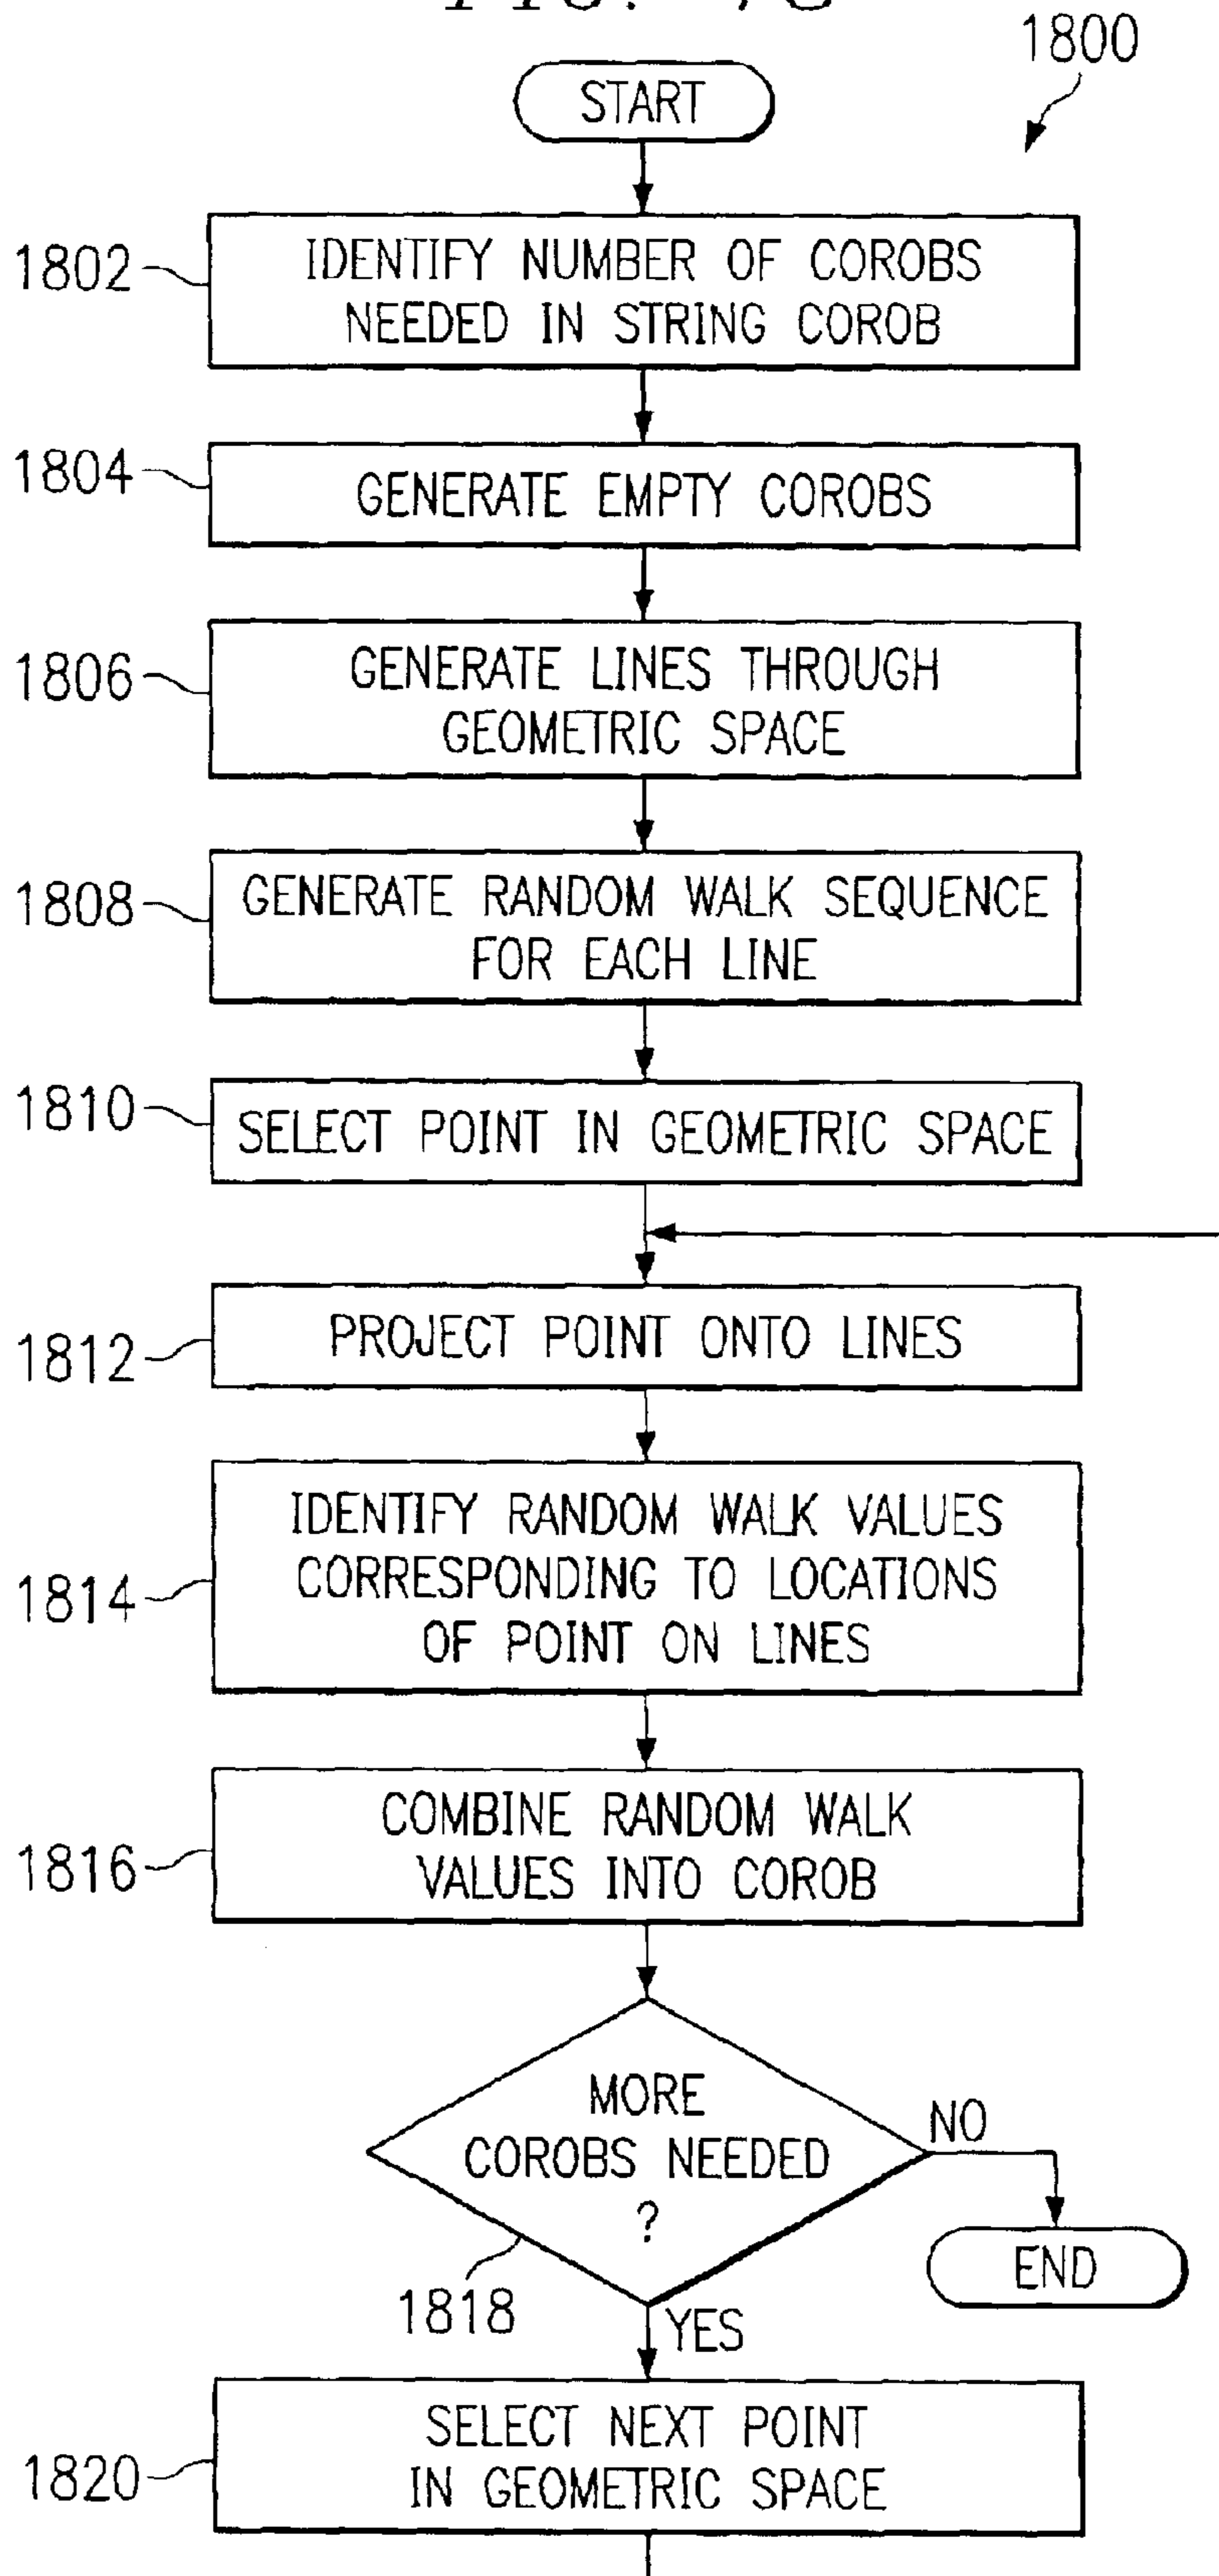 1800
START
1802
IDENTIFY NUMBER OF COROBS
NEEDED IN STRING COROB
1804
GENERATE EMPTY COROBS
1806
GENERATE LINES THROUGH
GEOMETRIC SPACE
1808
GENERATE RANDOM WALK SEQUENCE
FOR EACH LINE
1810
SELECT POINT IN GEOMETRIC SPACE
1812
PROJECT POINT ONTO LINES
1814
IDENTIFY RANDOM WALK VALUES
CORRESPONDING TO LOCATIONS
OF POINT ON LINES
1816
COMBINE RANDOM WALK
VALUES INTO COROB
MORE
COROBS NEEDED
?
NO
END
1818
YES
1820
SELECT NEXT POINT
IN GEOMETRIC SPACE